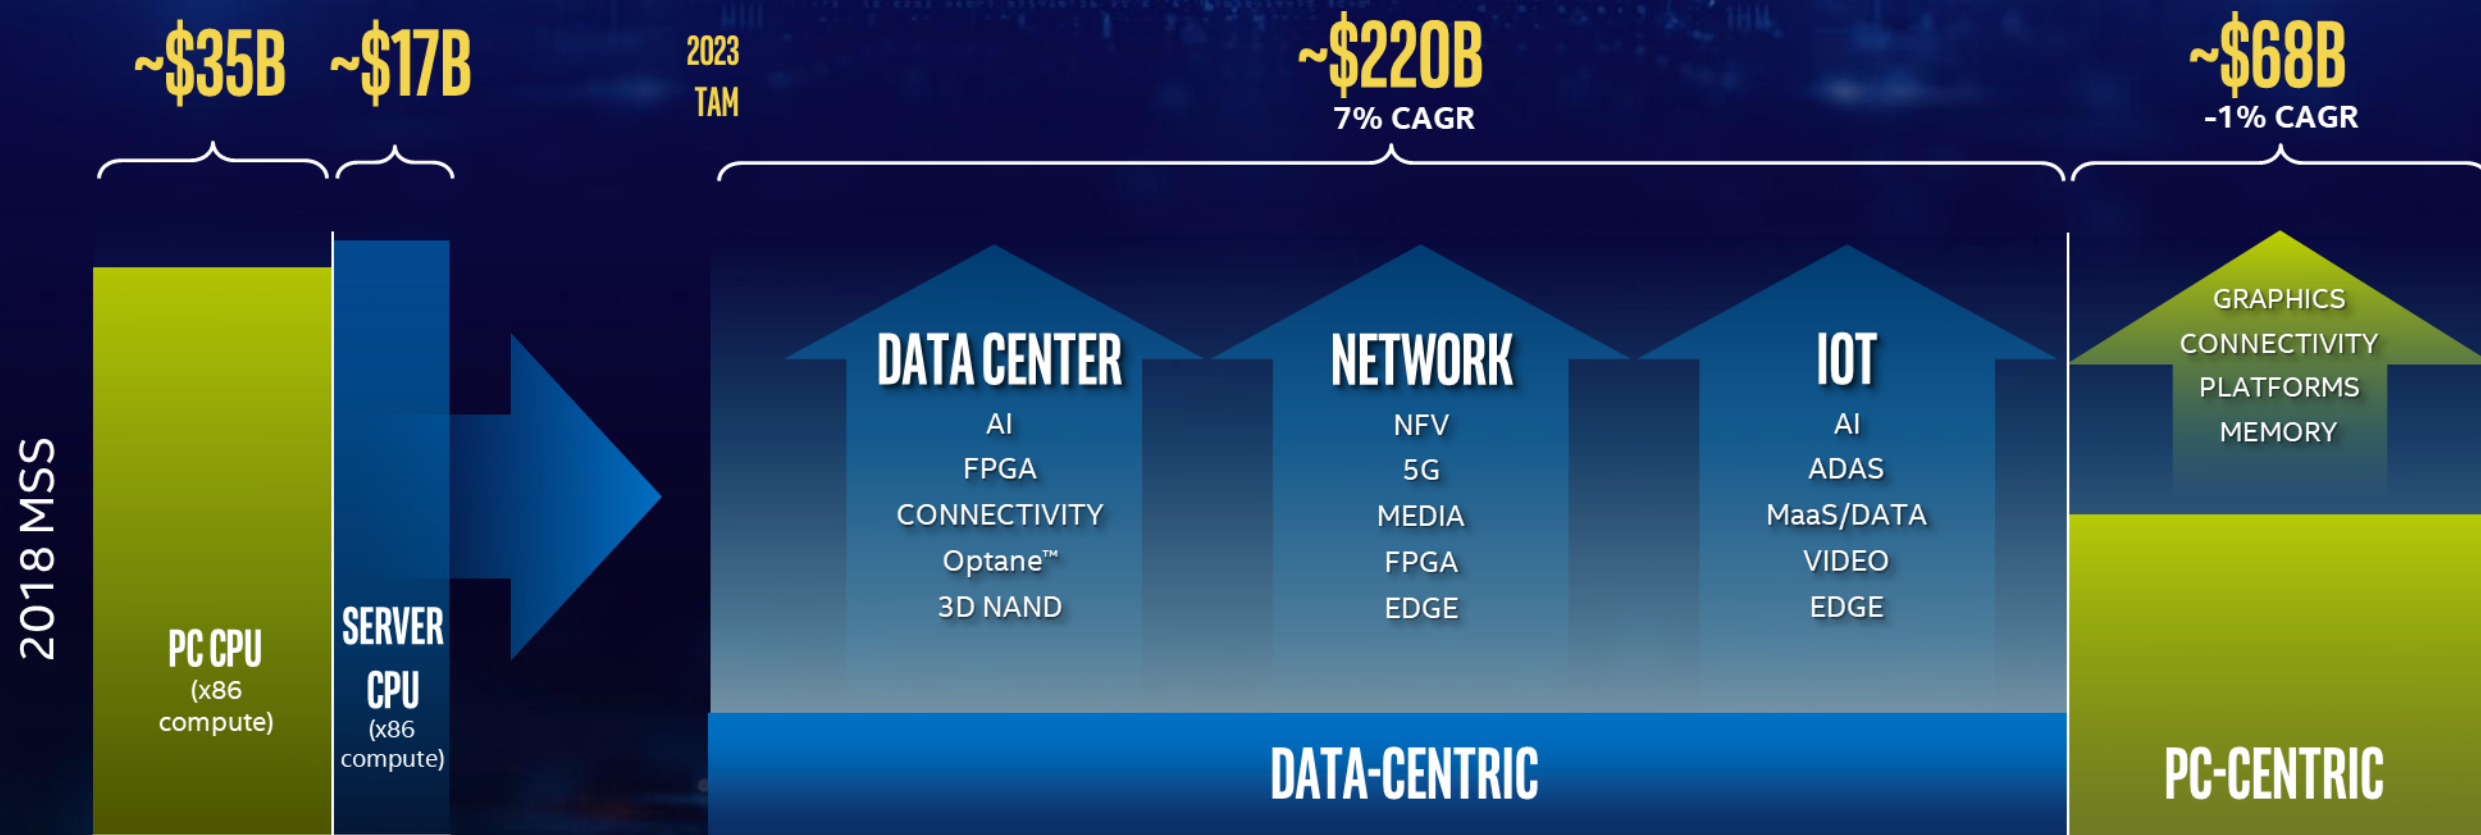 ~$35B
~$17B
2023
TAM
~$220B
7% CAGR
~$68B
-1% CAGR
2018 MSS
PC CPU
(x86
compute)
SERVER
CPU
(x86
compute)
DATA CENTER
AI
FPGA
CONNECTIVITY
Optane™
3D NAND
NETWORK
NFV
5G
MEDIA
FPGA
EDGE
IOT
AI
ADAS
MaaS/DATA
VIDEO
EDGE
GRAPHICS
CONNECTIVITY
PLATFORMS
MEMORY
DATA-CENTRIC
PC-CENTRIC